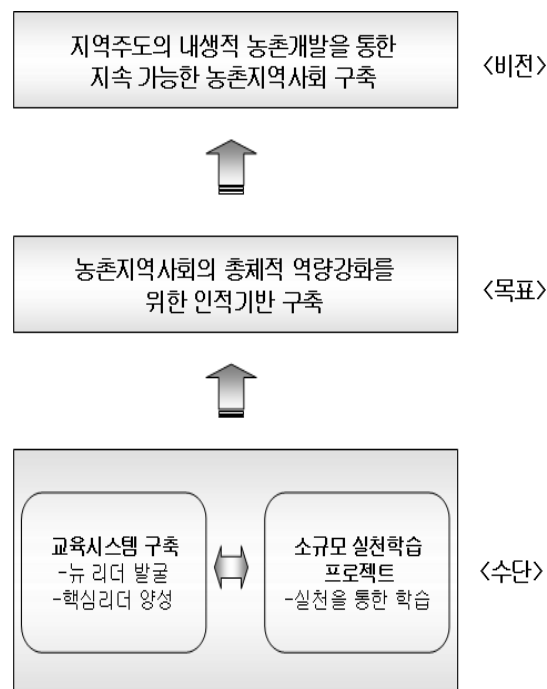 지역주도의 내생적 농촌개발을 통한
지속 가능한 농촌지역사회 구축
<비전>
농촌지역사회의 총체적 역량강화를
위한 인적기반 구축
<목표>
교육시스템 구축
-뉴 리더 발굴
-핵심리더 양성
소규모 실천학습
프로젝트
-실천을 통한 학습
<수단>